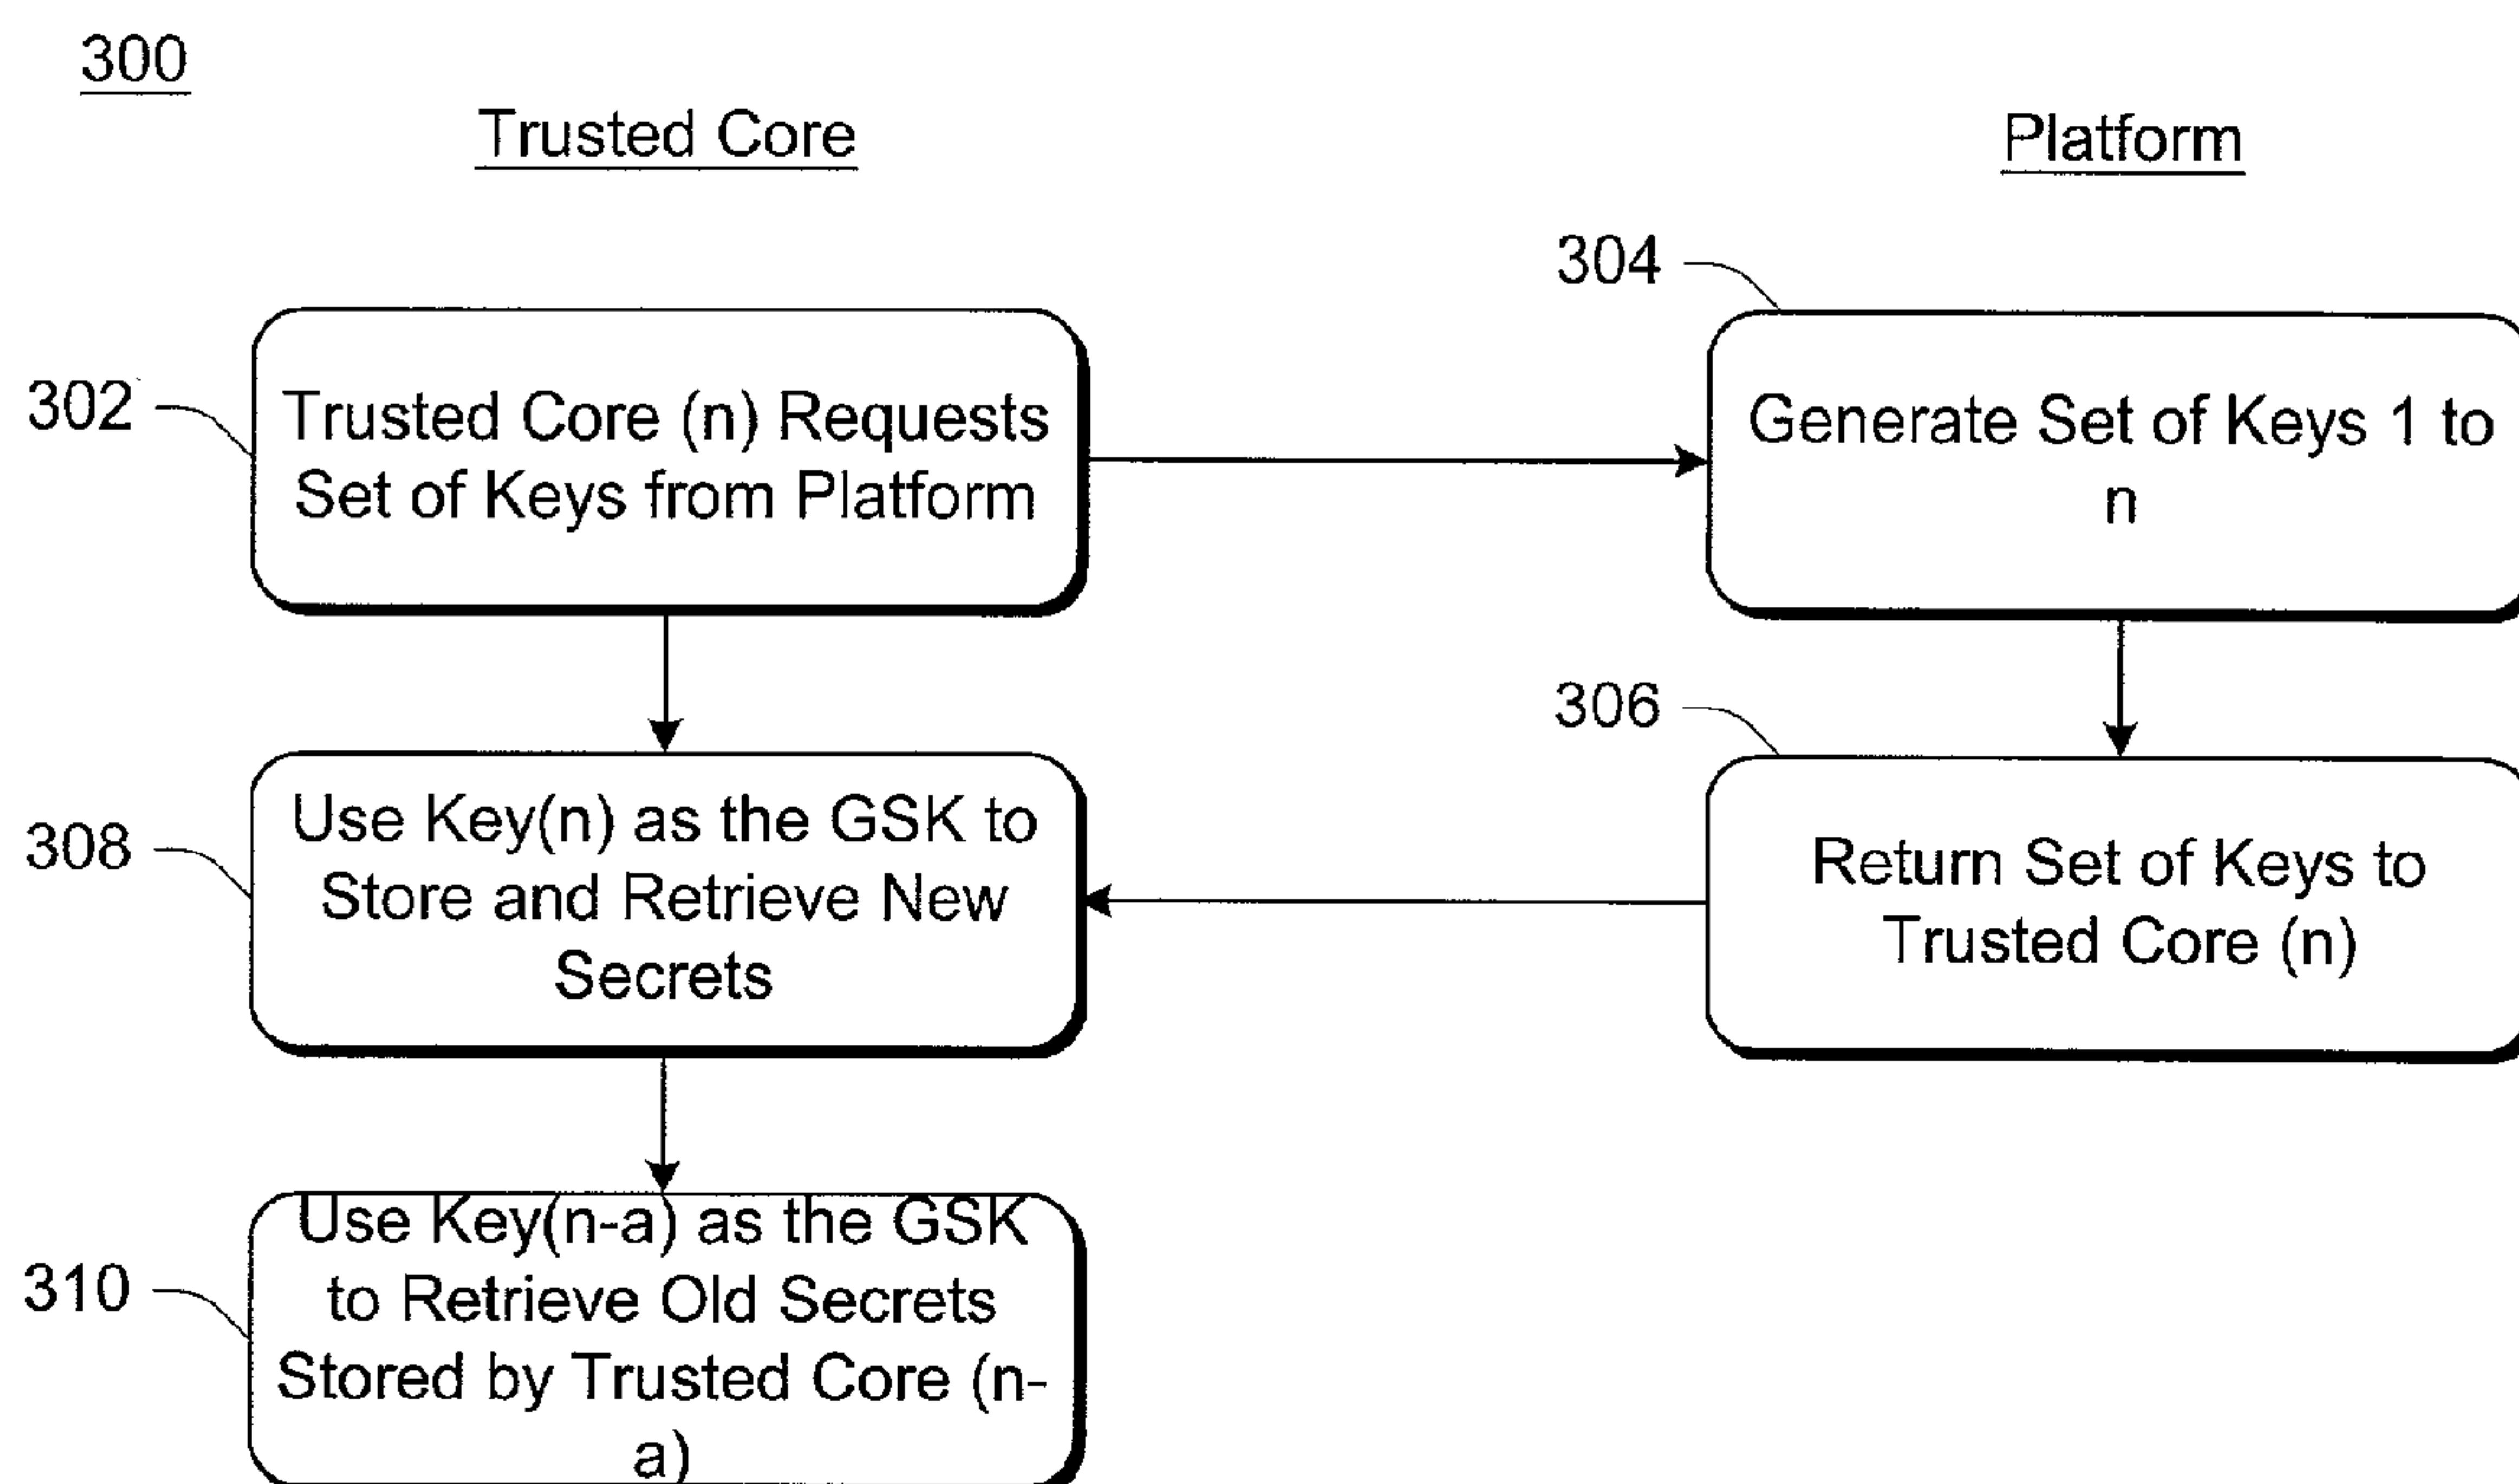 300
Trusted Core
Platform
304
302
Trusted Core (n) Requests
Set of Keys from Platform
Generate Set of Keys 1 to
n
306
308
Use Key(n) as the GSK to
Store and Retrieve New
Secrets
Return Set of Keys to
Trusted Core (n)
310
Use Key(n-a) as the GSK
to Retrieve Old Secrets
Stored by Trusted Core (n-
a)